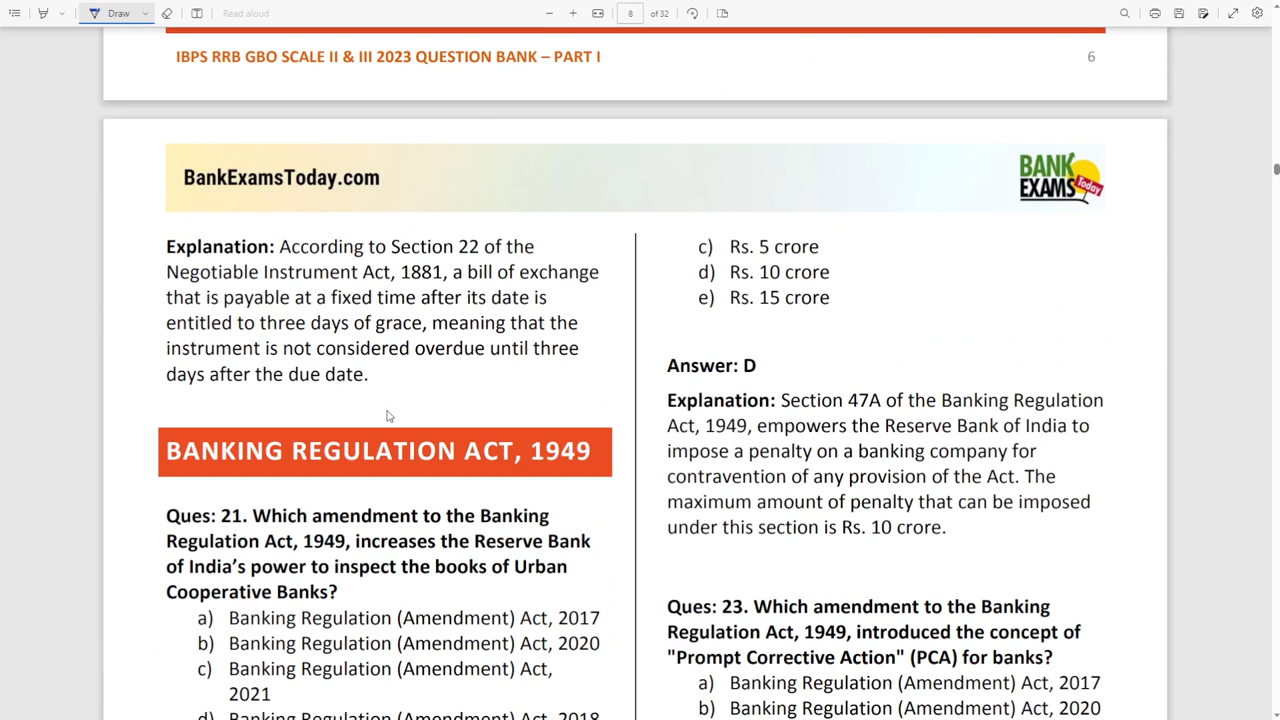 Draw
Read aloud
8
of 32
IBPS RRB GBO SCALE II & III 2023 QUESTION BANK – PART I
6
BankExamsToday.com
BANK
EXAMS
Today
Explanation: According to Section 22 of the
Negotiable Instrument Act, 1881, a bill of exchange
that is payable at a fixed time after its date is
entitled to three days of grace, meaning that the
instrument is not considered overdue until three
days after the due date.
BANKING REGULATION ACT, 1949
Ques: 21. Which amendment to the Banking
Regulation Act, 1949, increases the Reserve Bank
of India’s power to inspect the books of Urban
Cooperative Banks?
a) Banking Regulation (Amendment) Act, 2017
b) Banking Regulation (Amendment) Act, 2020
c) Banking Regulation (Amendment) Act,
2021
d) Banking Regulation (Amendment) Act, 2018
c) Rs. 5 crore
d) Rs. 10 crore
e) Rs. 15 crore
Answer: D
Explanation: Section 47A of the Banking Regulation
Act, 1949, empowers the Reserve Bank of India to
impose a penalty on a banking company for
contravention of any provision of the Act. The
maximum amount of penalty that can be imposed
under this section is Rs. 10 crore.
Ques: 23. Which amendment to the Banking
Regulation Act, 1949, introduced the concept of
"Prompt Corrective Action" (PCA) for banks?
a) Banking Regulation (Amendment) Act, 2017
b) Banking Regulation (Amendment) Act, 2020